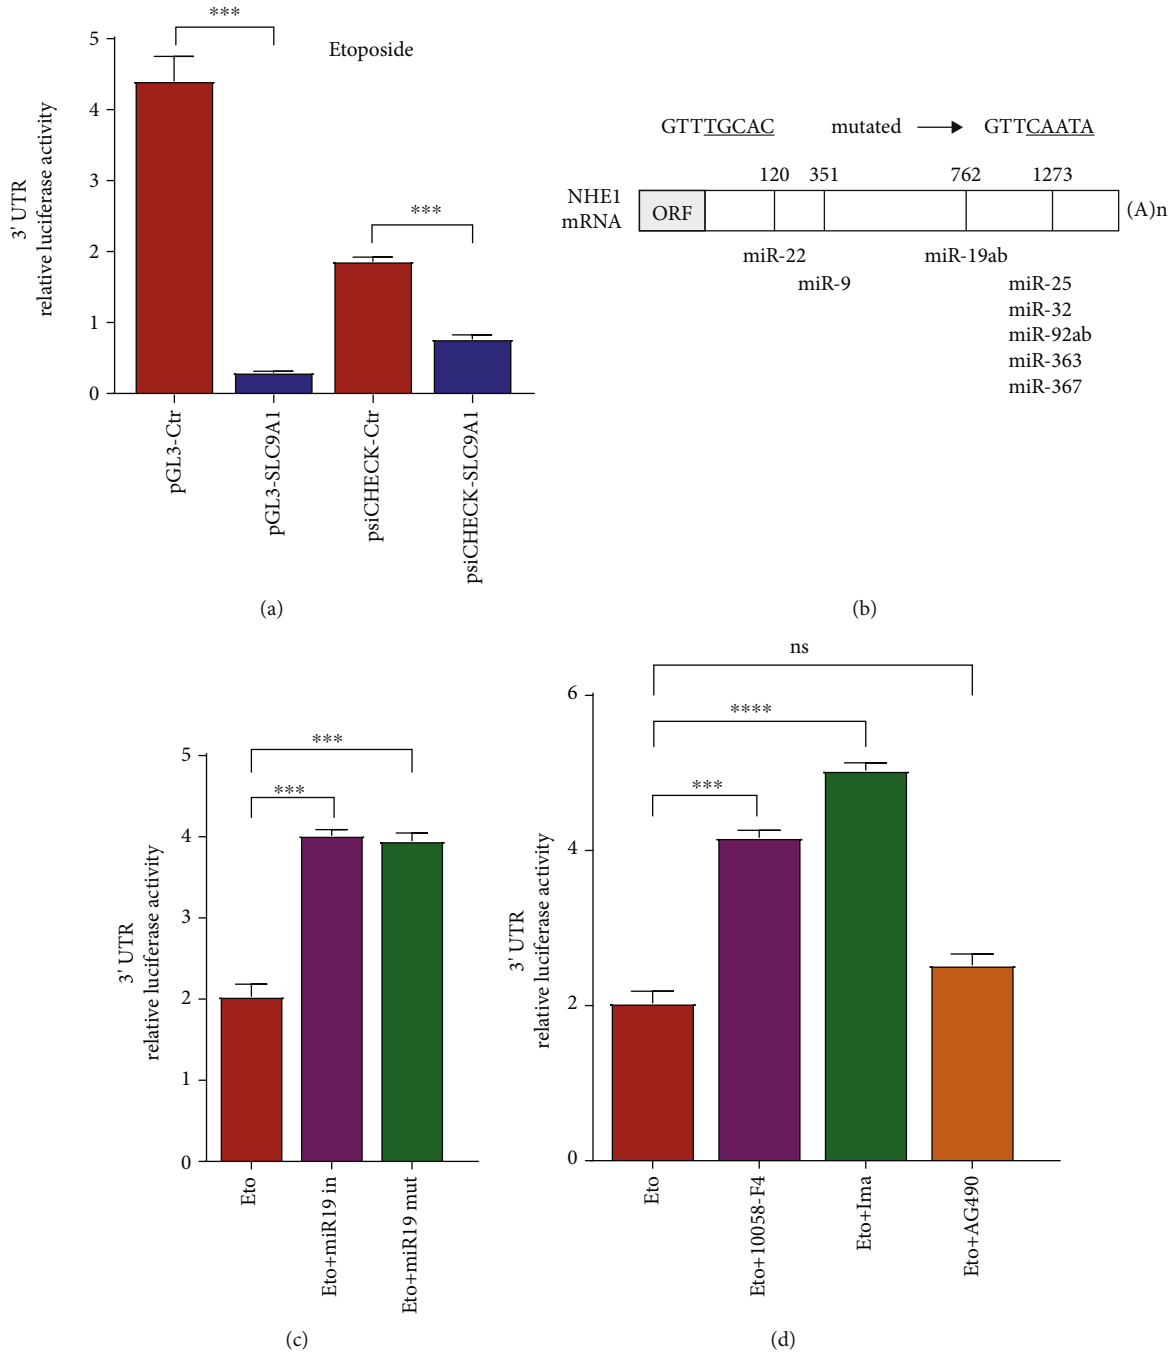 ***
Etoposide
5
4
3
2
1
0
***
3' UTR
relative luciferase activity
pGL3-Ctr
pGL3-SLC9A1
psiCHECK-Ctr
psiCHECK-SLC9A1
(a)
GTTTGCAC mutated GTTCAATA
120 351 762 1273
NHE1
mRNA
ORF
(A)n
miR-22
miR-9
miR-19ab
miR-25
miR-32
miR-92ab
miR-363
miR-367
(b)
***
***
5
4
3
2
1
0
3' UTR
relative luciferase activity
Eto
Eto+miR19 in
Eto+miR19 mut
(c)
ns
****
***
6
4
2
0
3' UTR
relative luciferase activity
Eto
Eto+10058-F4
Eto+Ima
Eto+AG490
(d)